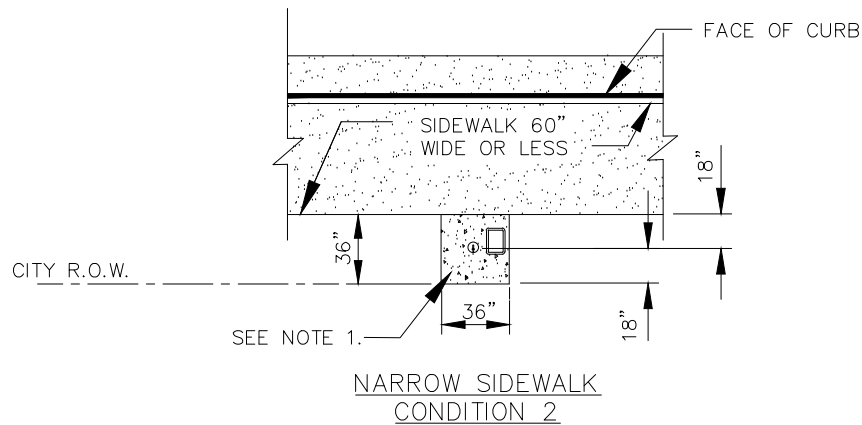 FACE OF CURB
SIDEWALK 60"
WIDE OR LESS
18"
36"
CITY R.O.W.
36"
18"
SEE NOTE 1.
NARROW SIDEWALK
CONDITION 2